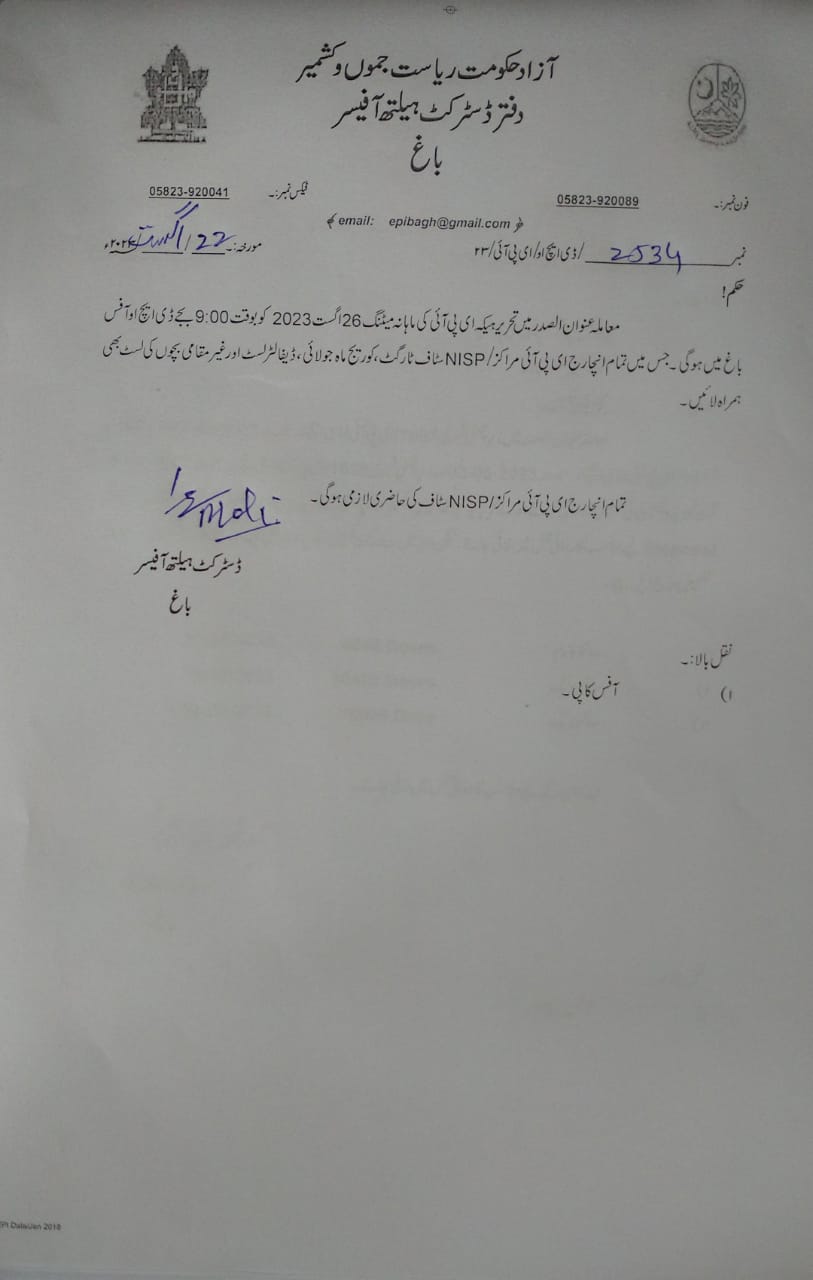 آزاد حکومت ریاست جموں و کشمیر
دفتر ڈسٹرکٹ ہیلتھ آفیسر
باغ
فون نمبر:۔ 05823-920089 فیکس نمبر:۔ 05823-920041
﴿ email: epibagh@gmail.com ﴾
نمبر 2534 /ڈی ایچ او/ای پی آئی/۲۳ مورخہ:۔ 22 / اگست
حکم!
معاملہ عنوان الصدر میں تحریر ہیکہ ای پی آئی کی ماہانہ میٹنگ 26 اگست 2023 کو بوقت 9:00 بجے ڈی ایچ او آفس
باغ میں ہوگی۔ جس میں تمام انچارج ای پی آئی مراکز/NISP سٹاف ٹارگٹ، کوریج ماہ جولائی، ڈیفالٹر لسٹ اور غیر مقامی بچوں کی لسٹ بھی
ہمراہ لائیں۔
تمام انچارج ای پی آئی مراکز/NISP سٹاف کی حاضری لازمی ہوگی۔
ڈسٹرکٹ ہیلتھ آفیسر
باغ
نقل بالا:۔
۱) آفس کاپی۔
2018